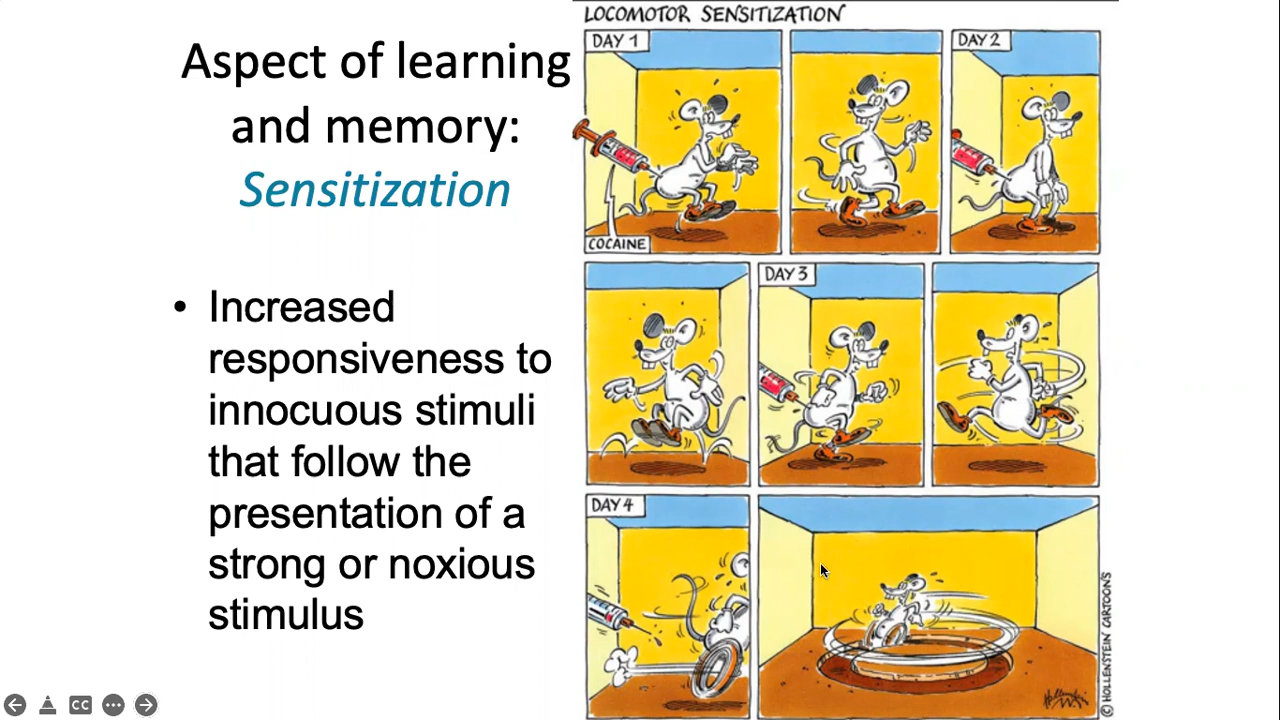 Aspect of learning
and memory:
Sensitization
• Increased
responsiveness to
innocuous stimuli
that follow the
presentation of a
strong or noxious
stimulus
LOCOMOTOR SENSITIZATION
DAY 1
COCAINE
DAY 2
DAY 3
DAY 4
© HOLLENSTEIN CARTOONS
CC